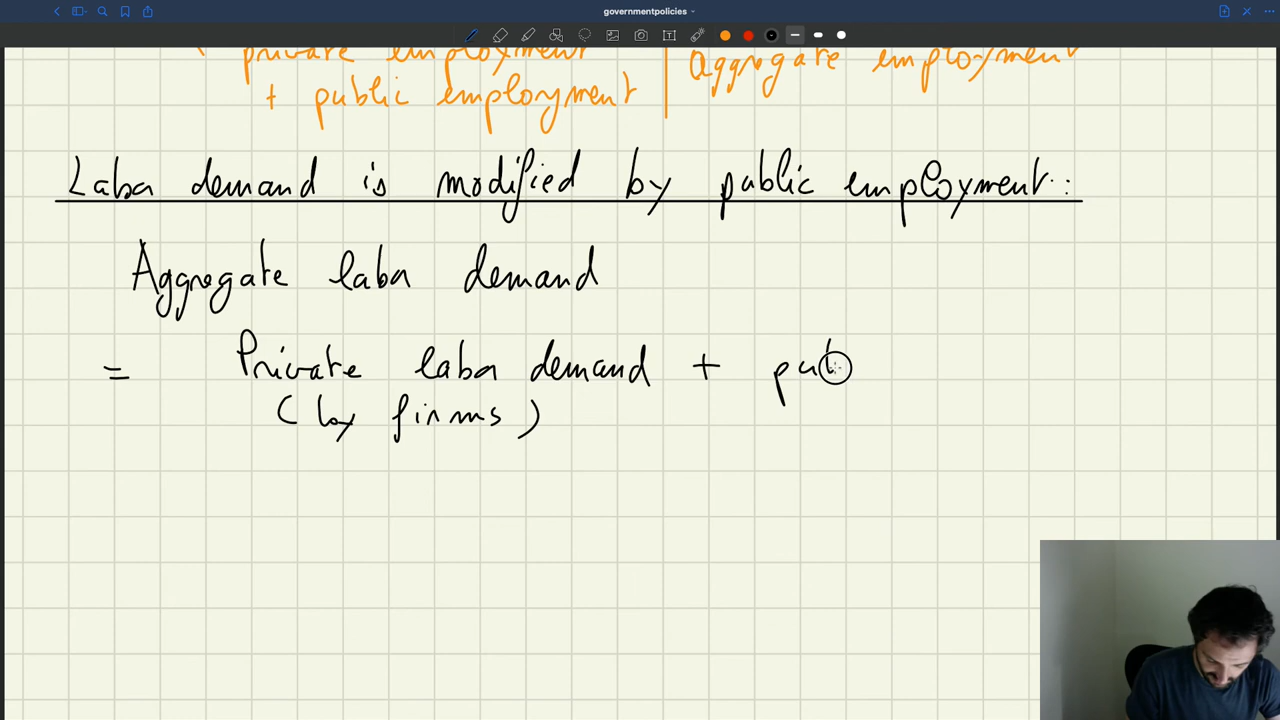 governmentpolicies
private employment
+ public employment
Aggregate employment
Labor demand is modified by public employment :
Aggregate labor demand
= Private labor demand + pub
(by firms)